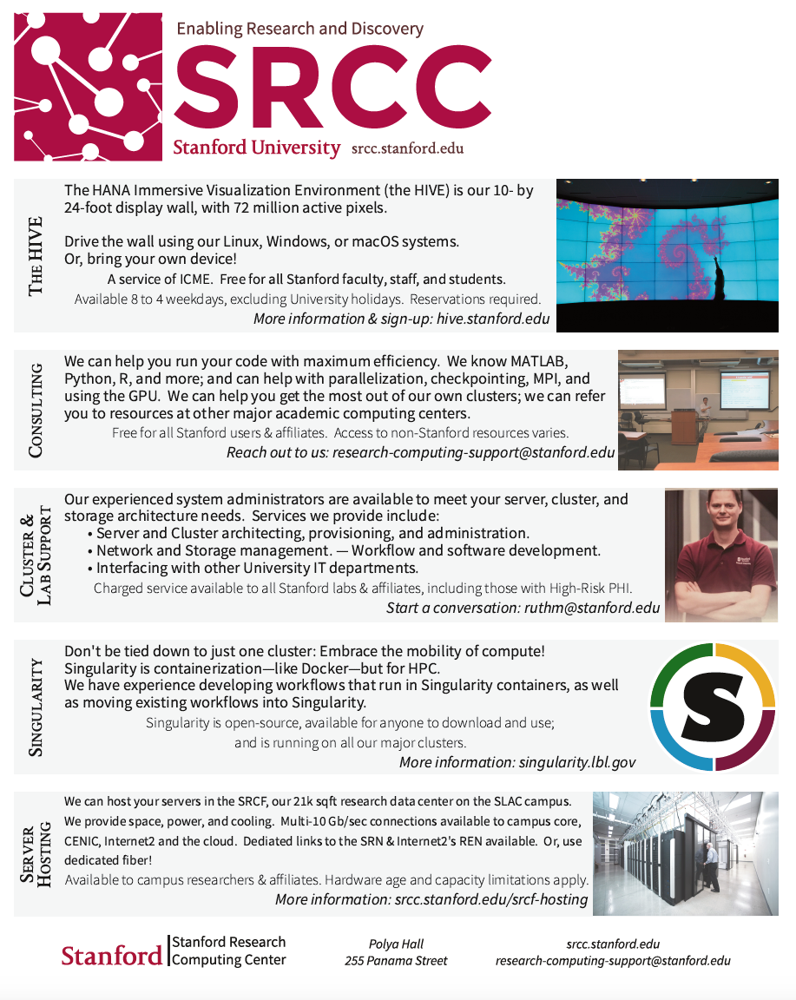 Enabling Research and Discovery
SRCC
Stanford University srcc.stanford.edu
THE HIVE
The HANA Immersive Visualization Environment (the HIVE) is our 10- by
24-foot display wall, with 72 million active pixels.
Drive the wall using our Linux, Windows, or macOS systems.
Or, bring your own device!
A service of ICME. Free for all Stanford faculty, staff, and students.
Available 8 to 4 weekdays, excluding University holidays. Reservations required.
More information & sign-up: hive.stanford.edu
CONSULTING
We can help you run your code with maximum efficiency. We know MATLAB,
Python, R, and more; and can help with parallelization, checkpointing, MPI, and
using the GPU. We can help you get the most out of our own clusters; we can refer
you to resources at other major academic computing centers.
Free for all Stanford users & affiliates. Access to non-Stanford resources varies.
Reach out to us: research-computing-support@stanford.edu
CLUSTER &
LAB SUPPORT
Our experienced system administrators are available to meet your server, cluster, and
storage architecture needs. Services we provide include:
• Server and Cluster architecting, provisioning, and administration.
• Network and Storage management. — Workflow and software development.
• Interfacing with other University IT departments.
Charged service available to all Stanford labs & affiliates, including those with High-Risk PHI.
Start a conversation: ruthm@stanford.edu
SINGULARITY
Don't be tied down to just one cluster: Embrace the mobility of compute!
Singularity is containerization—like Docker—but for HPC.
We have experience developing workflows that run in Singularity containers, as well
as moving existing workflows into Singularity.
Singularity is open-source, available for anyone to download and use;
and is running on all our major clusters.
More information: singularity.lbl.gov
S
SERVER
HOSTING
We can host your servers in the SRCF, our 21k sqft research data center on the SLAC campus.
We provide space, power, and cooling. Multi-10 Gb/sec connections available to campus core,
CENIC, Internet2 and the cloud. Dediated links to the SRN & Internet2's REN available. Or, use
dedicated fiber!
Available to campus researchers & affiliates. Hardware age and capacity limitations apply.
More information: srcc.stanford.edu/srcf-hosting
Stanford
Stanford Research
Computing Center
Polya Hall
255 Panama Street
srcc.stanford.edu
research-computing-support@stanford.edu